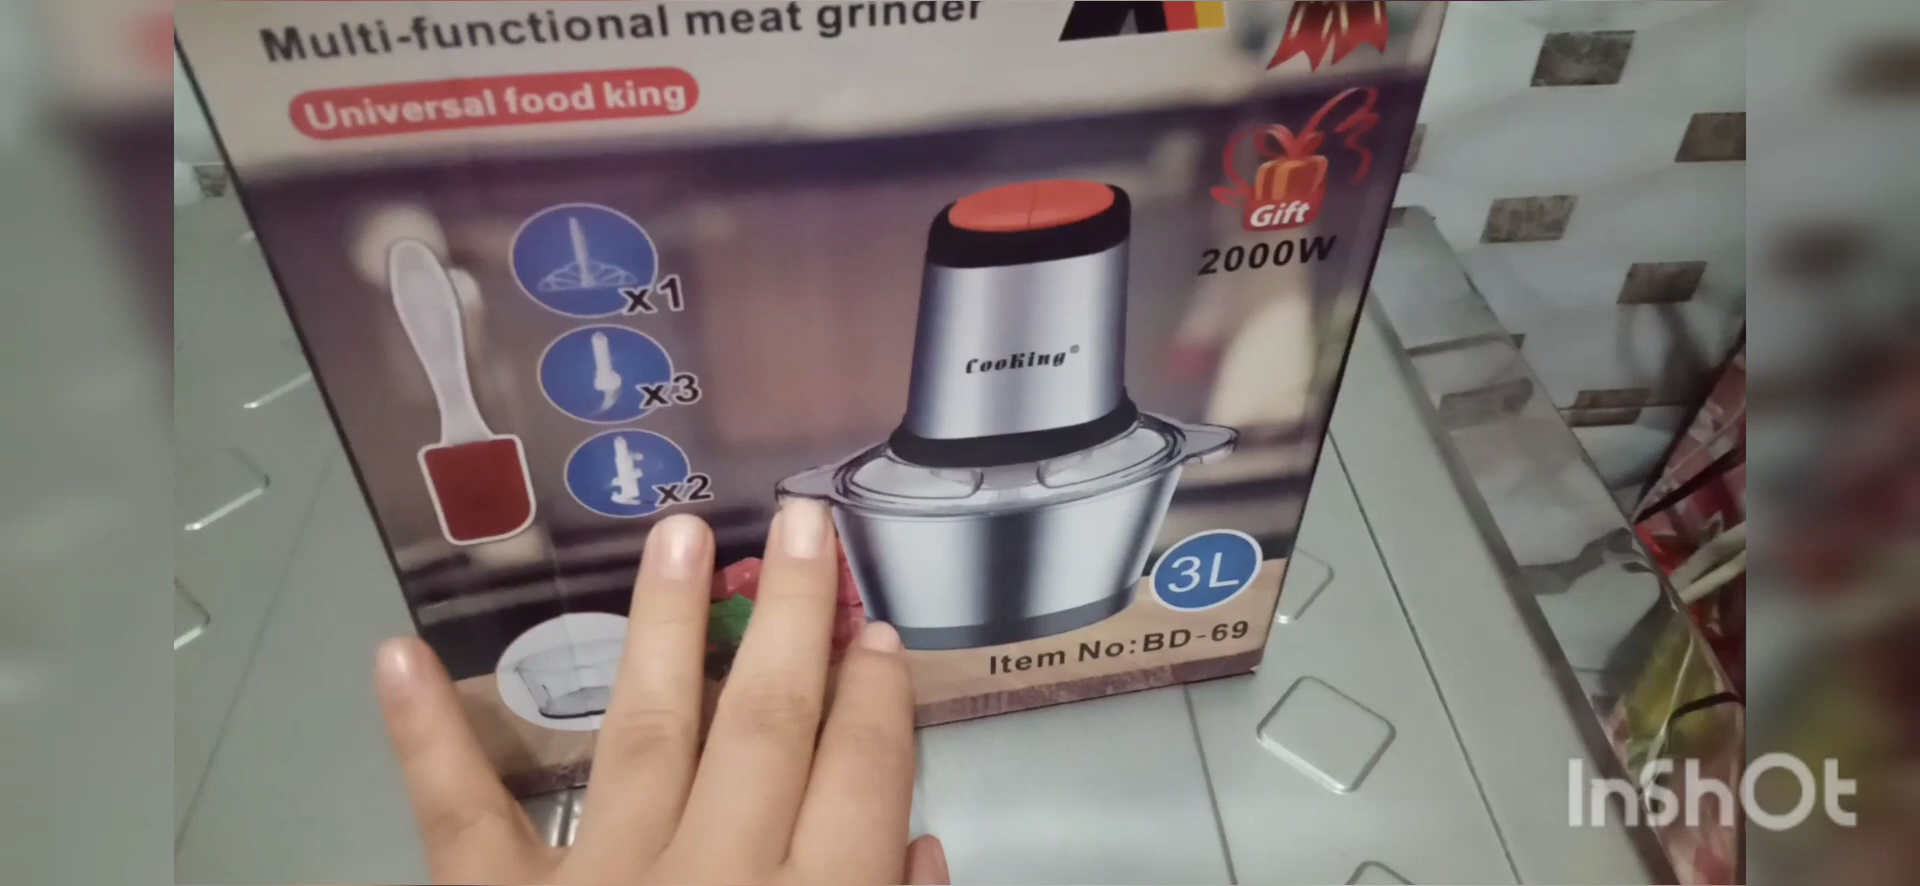 Multi-functional meat grinder
Universal food king
Gift
2000W
x1
x3
x2
CooKing®
3L
Item No:BD-69
InShOt